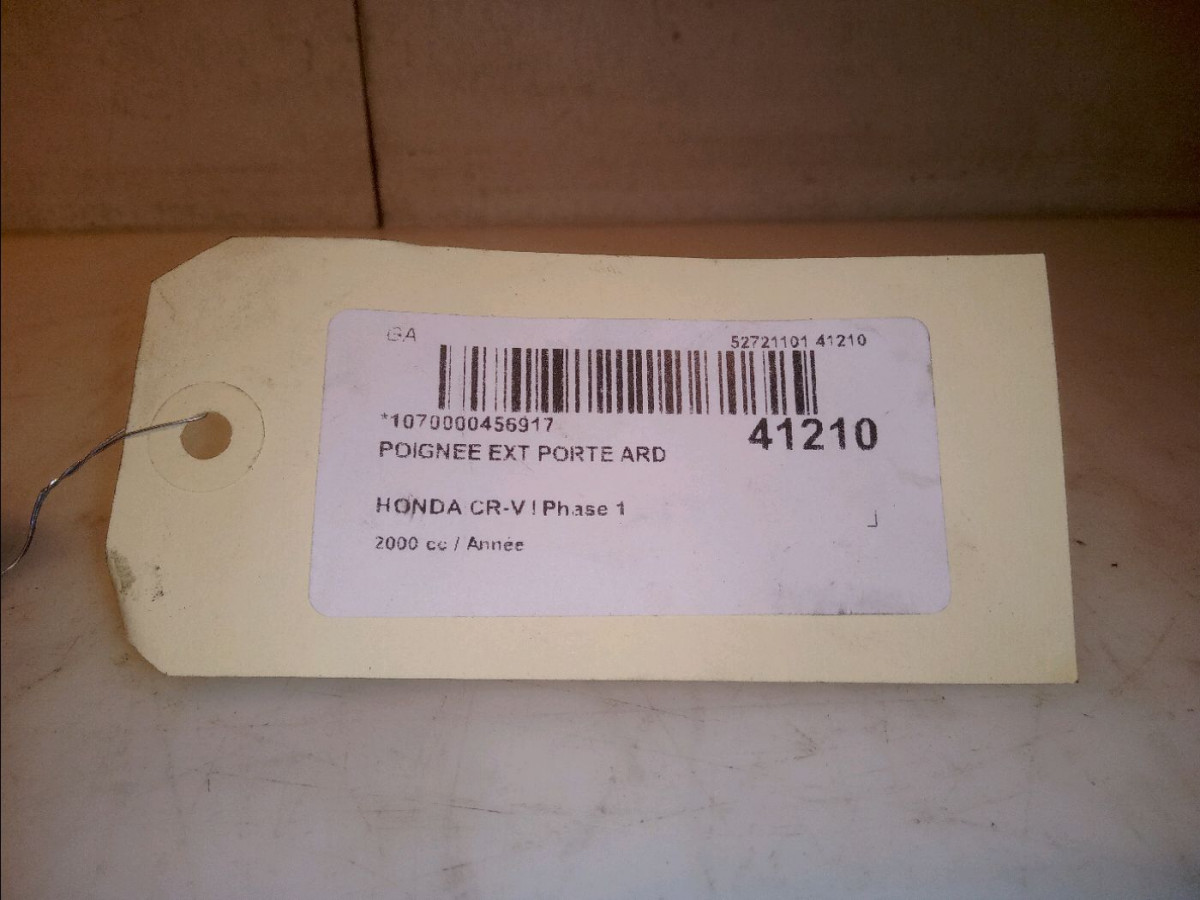 GA
52721101 41210
*1070000456917
41210
POIGNEE EXT PORTE ARD
HONDA CR-V I Phase 1
2000 cc / Année